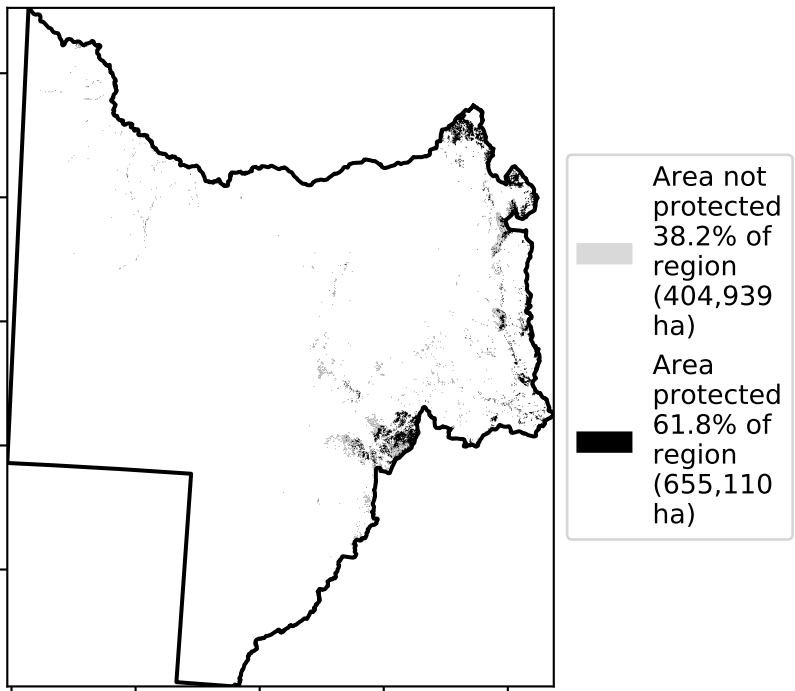 Area not
protected
38.2% of
region
(404,939
ha)
Area
protected
61.8% of
region
(655,110
ha)